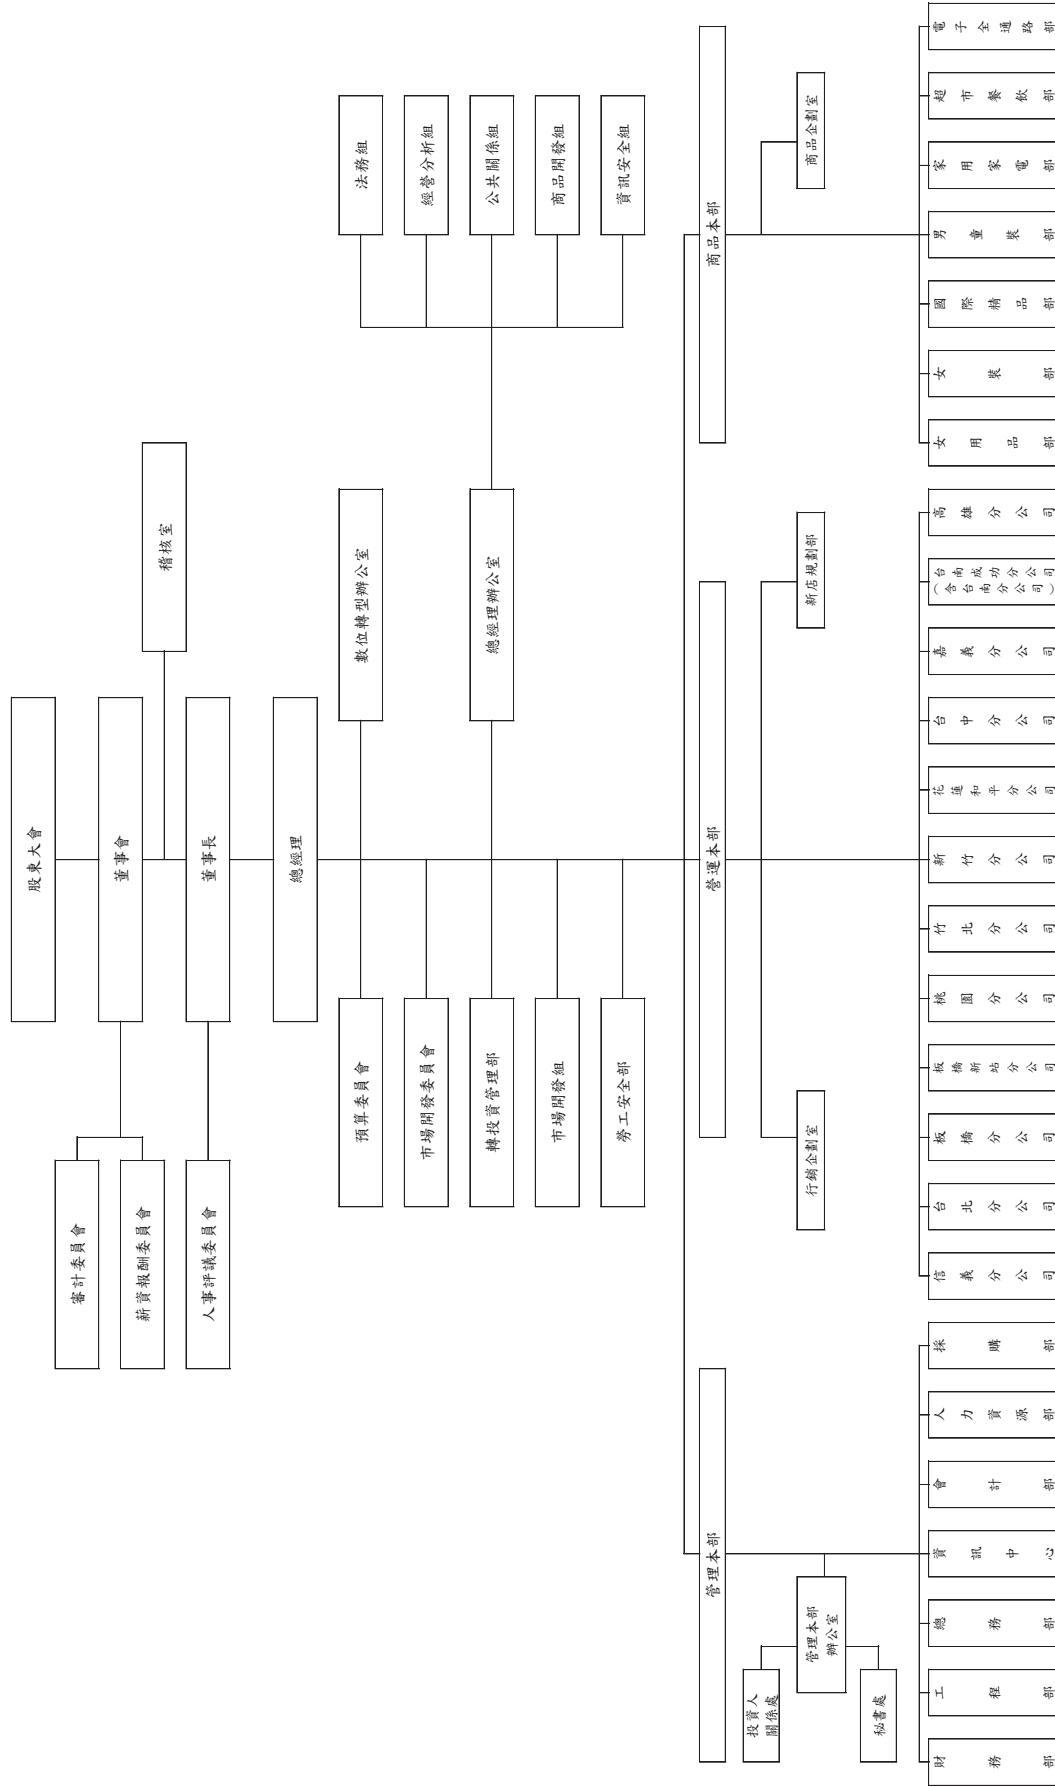 股東大會
董事會
審計委員會
薪資報酬委員會
稽核室
董事長
人事評議委員會
總經理
預算委員會
數位轉型辦公室
市場開發委員會
轉投資管理部
總經理辦公室
市場開發組
勞工安全部
法務組
經營分析組
公共關係組
商品開發組
資訊安全組
管理本部
營運本部
商品本部
投資人
關係處
管理本部
辦公室
秘書處
行銷企劃室
新店規劃部
商品企劃室
財務部
工程部
總務部
資訊中心
會計部
人力資源部
採購部
信義分公司
台北分公司
板橋分公司
板橋新站分公司
桃園分公司
竹北分公司
新竹分公司
花蓮和平分公司
台中分公司
嘉義分公司
台南成功分公司
(含台南分公司)
高雄分公司
女用品部
女裝部
國際精品部
男童裝部
家用家電部
超市餐飲部
電子全通路部